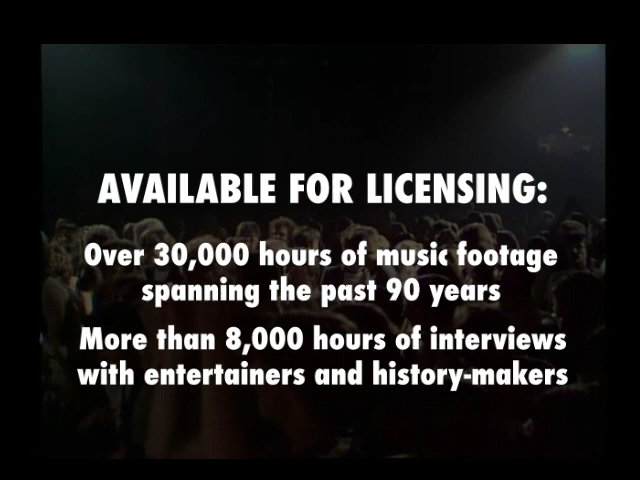 AVAILABLE FOR LICENSING:
Over 30,000 hours of music footage
spanning the past 90 years
More than 8,000 hours of interviews
with entertainers and history-makers